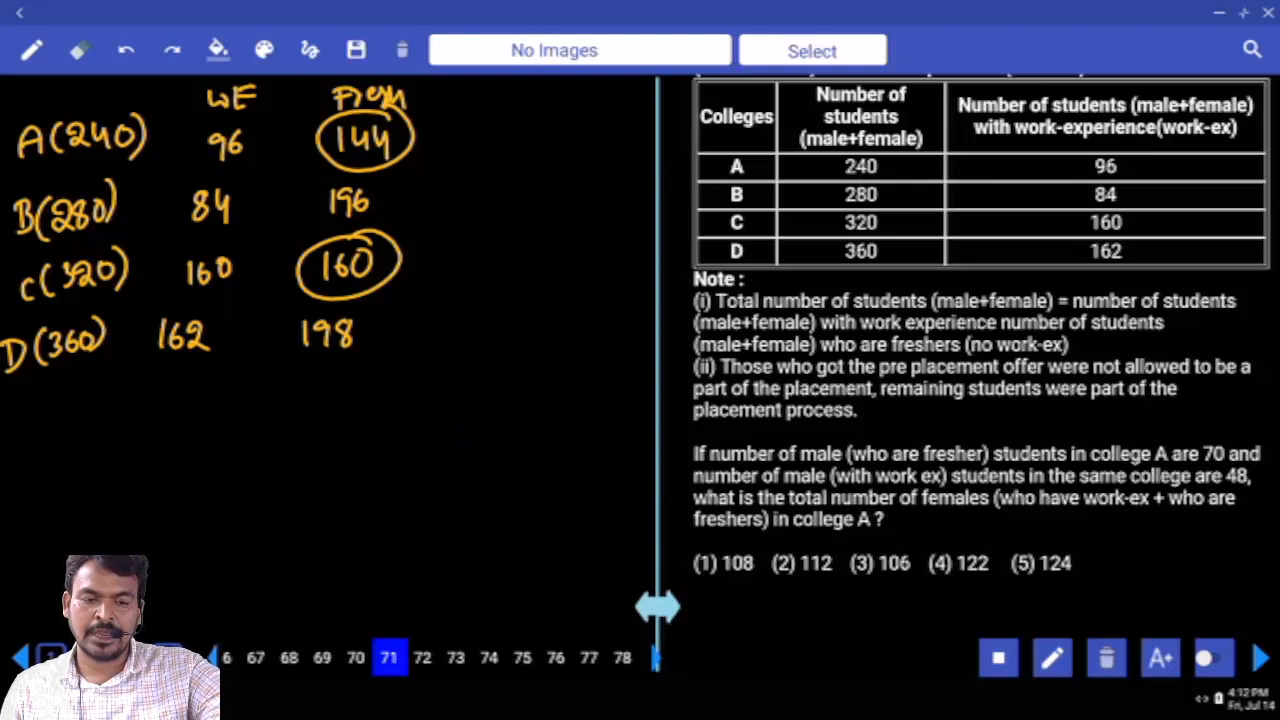 No Images
Select
WE Fresh
A(240) 96 144
B(280) 84 196
C(320) 160 160
D(360) 162 198
Colleges Number of students (male+female) Number of students (male+female) with work-experience(work-ex)
A 240 96
B 280 84
C 320 160
D 360 162
Note :
(i) Total number of students (male+female) = number of students
(male+female) with work experience number of students
(male+female) who are freshers (no work-ex)
(ii) Those who got the pre placement offer were not allowed to be a
part of the placement, remaining students were part of the
placement process.
If number of male (who are fresher) students in college A are 70 and
number of male (with work ex) students in the same college are 48,
what is the total number of females (who have work-ex + who are
freshers) in college A ?
(1) 108 (2) 112 (3) 106 (4) 122 (5) 124
6 67 68 69 70 71 72 73 74 75 76 77 78
A+
4:12 PM
Fri, Jul 14